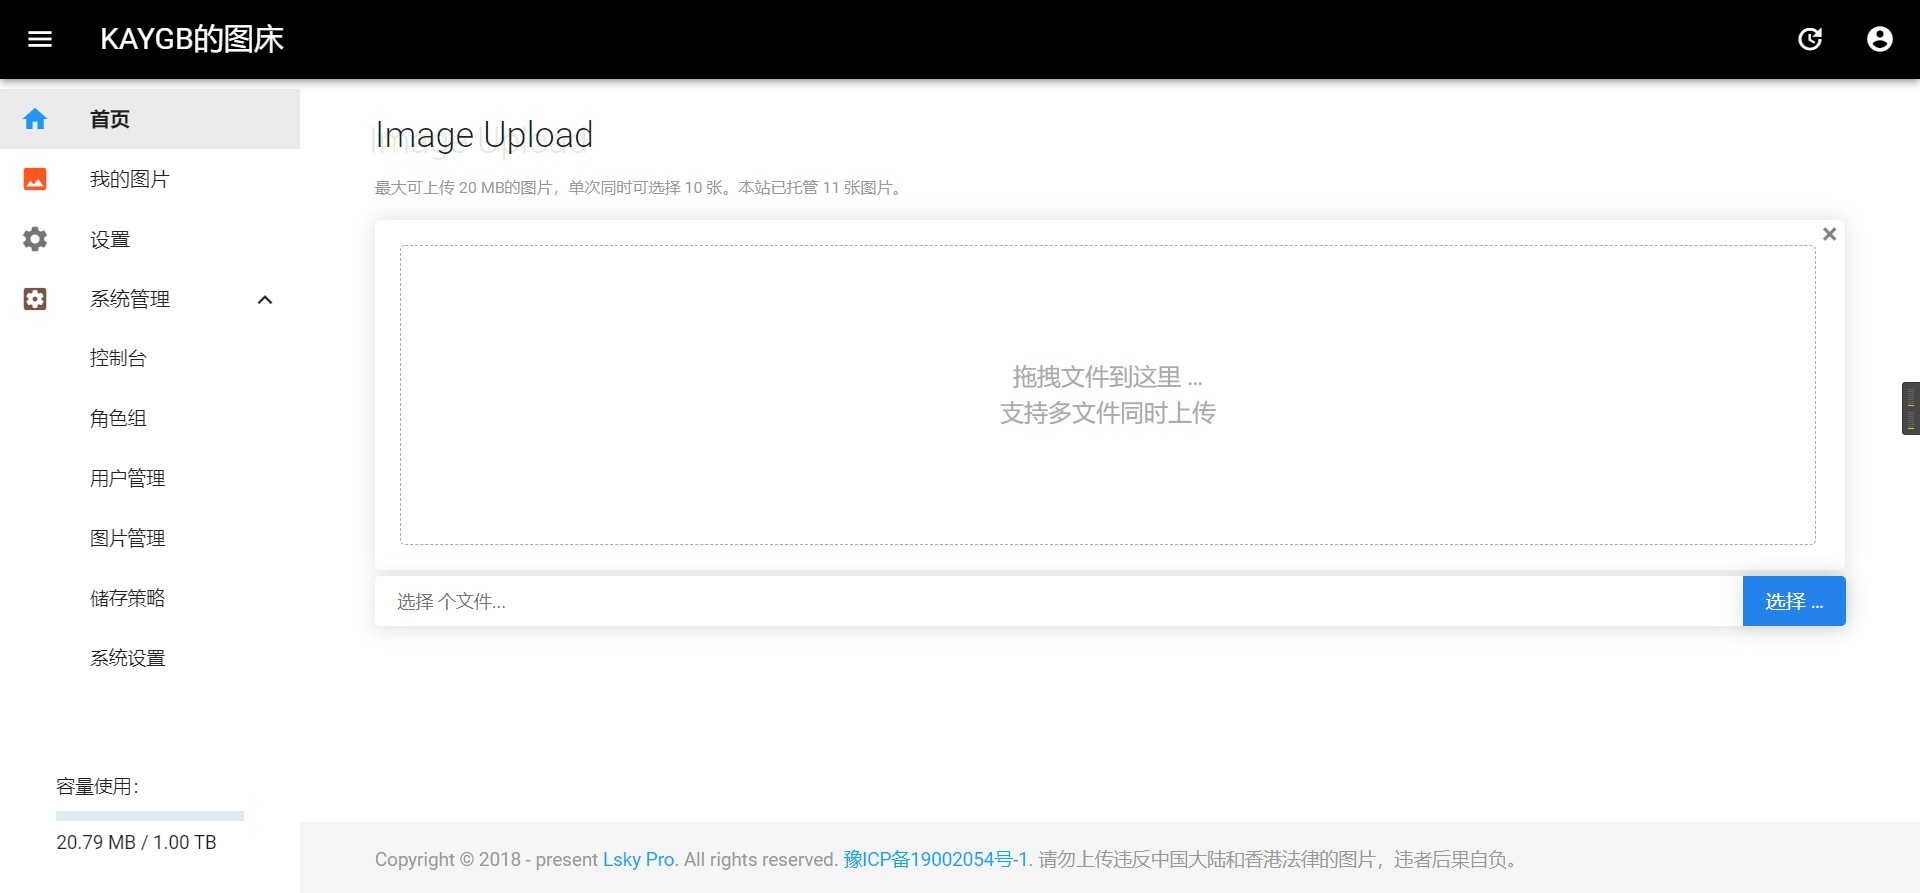 KAYGB的图床
首页
我的图片
设置
系统管理
控制台
角色组
用户管理
图片管理
储存策略
系统设置
容量使用：
20.79 MB / 1.00 TB
Image Upload
最大可上传 20 MB的图片，单次同时可选择 10 张。本站已托管 11 张图片。
拖拽文件到这里 ...
支持多文件同时上传
选择 个文件...
选择 ...
Copyright © 2018 - present Lsky Pro. All rights reserved. 豫ICP备19002054号-1. 请勿上传违反中国大陆和香港法律的图片，违者后果自负。